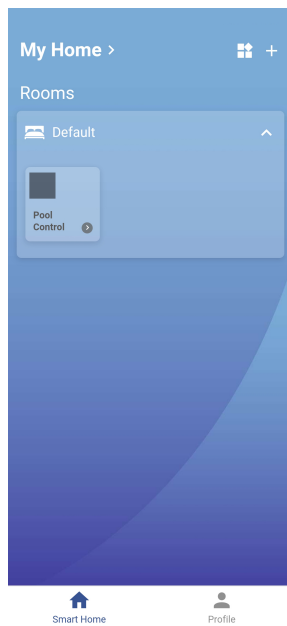 My Home
Rooms
Default
Pool
Control
Smart Home
Profile